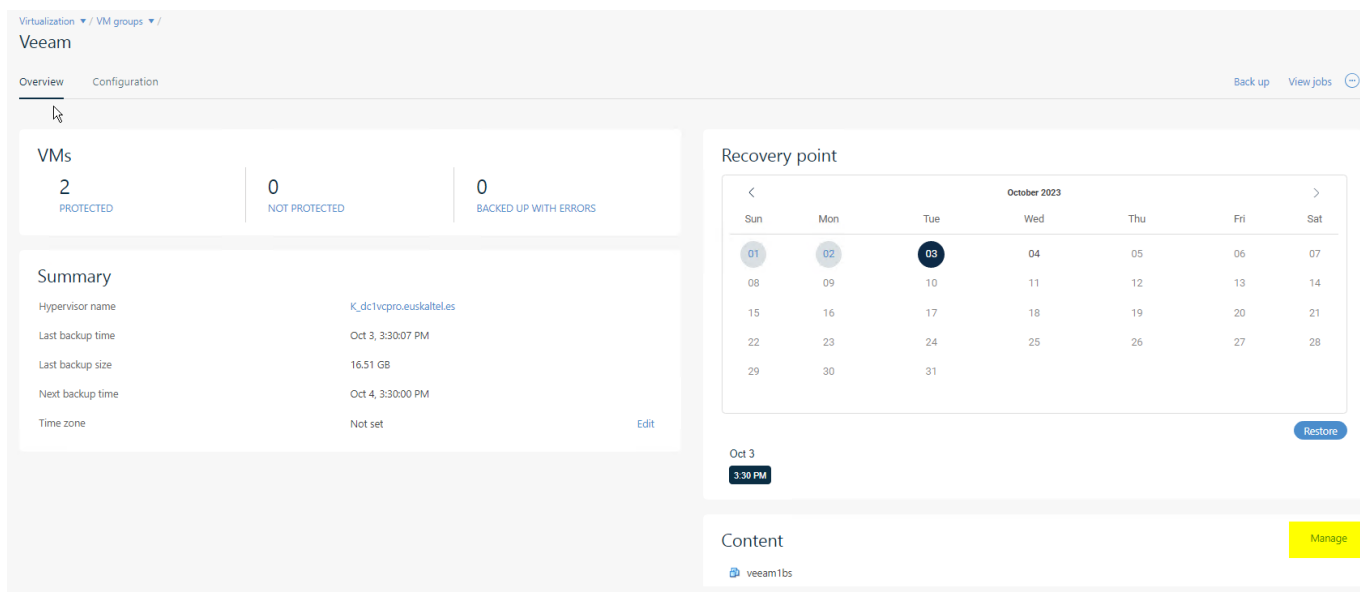 Virtualization ▼ / VM groups ▼ /
Veeam
Overview Configuration
Back up View jobs
VMs
2 0 0
PROTECTED NOT PROTECTED BACKED UP WITH ERRORS
Summary
Hypervisor name K_dc1vcpro.euskaltel.es
Last backup time Oct 3, 3:30:07 PM
Last backup size 16.51 GB
Next backup time Oct 4, 3:30:00 PM
Time zone Not set Edit
Recovery point
< October 2023 >
Sun Mon Tue Wed Thu Fri Sat
01 02 03 04 05 06 07
08 09 10 11 12 13 14
15 16 17 18 19 20 21
22 23 24 25 26 27 28
29 30 31
Restore
Oct 3
3:30 PM
Content Manage
veeam1bs